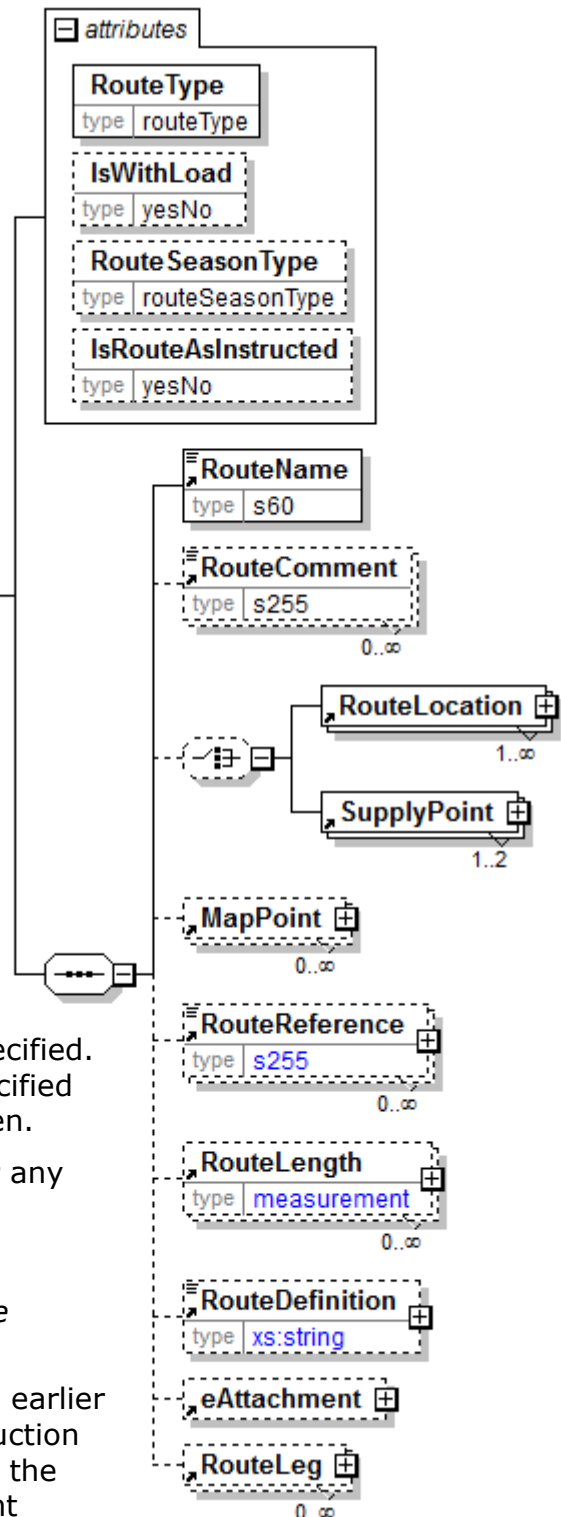 attributes
RouteType
type routeType
IsWithLoad
type yesNo
RouteSeasonType
type routeSeasonType
IsRouteAsInstructed
type yesNo
RouteName
type s60
RouteComment
type s255
0..∞
RouteLocation
1..∞
SupplyPoint
1..2
MapPoint
0..∞
RouteReference
type s255
0..∞
RouteLength
type measurement
0..∞
RouteDefinition
type xs:string
eAttachment
RouteLeg
0..∞
ecified.
cified
en.
any
e
earlier
uction
the
nt